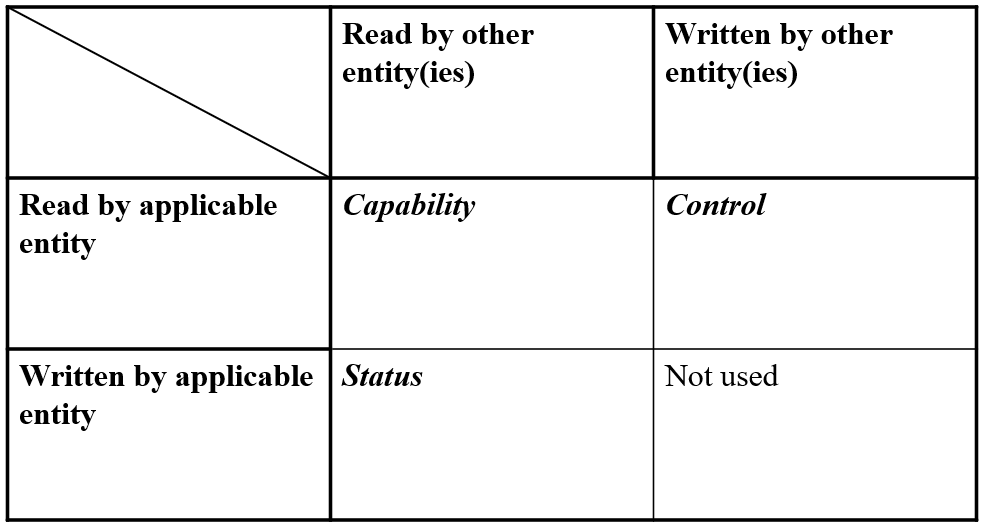 Read by other
entity(ies)
Written by other
entity(ies)
Read by applicable
entity
Capability
Control
Written by applicable
entity
Status
Not used